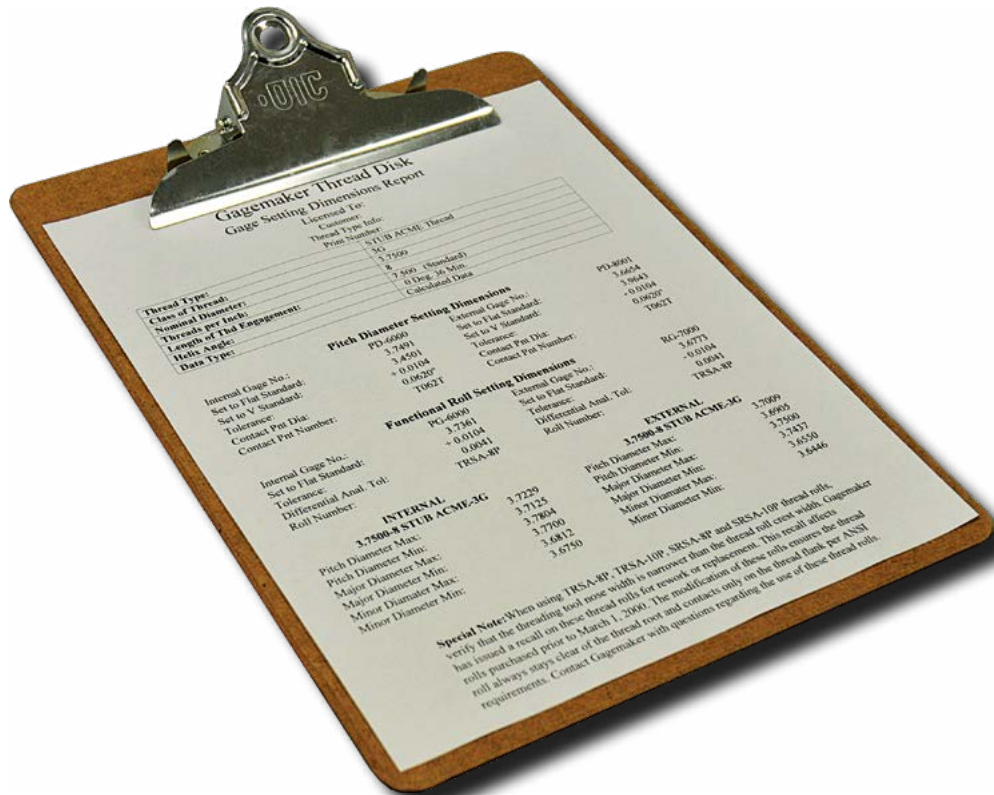 OIC
Gagemaker Thread Disk
Gage Setting Dimensions Report
Licensed To:
Customer:
Thread Type Info:
Print Number:
Thread Type: STUB ACME Thread
Class of Thread: 3G
Nominal Diameter: 3.7500
Threads per Inch: 8
Length of Thd Engagement: 7.500 (Standard)
Helix Angle: 0 Deg. 36 Min.
Data Type: Calculated Data
Pitch Diameter Setting Dimensions
Internal Gage No.: PD-6000 External Gage No.: PD-8001
Set to Flat Standard: 3.7491 Set to Flat Standard: 3.6654
Set to V Standard: 3.4501 Set to V Standard: 3.9643
Tolerance: + 0.0104 Tolerance: - 0.0104
Contact Pnt Dia: 0.0620" Contact Pnt Dia: 0.0620"
Contact Pnt Number: T062T Contact Pnt Number: T062T
Functional Roll Setting Dimensions
Internal Gage No.: PG-6000 External Gage No.: RG-7000
Set to Flat Standard: 3.7361 Set to Flat Standard: 3.6773
Tolerance: + 0.0104 Tolerance: - 0.0104
Differential Anal. Tol: 0.0041 Differential Anal. Tol: 0.0041
Roll Number: TRSA-8P Roll Number: TRSA-8P
INTERNAL EXTERNAL
3.7500-8 STUB ACME-3G 3.7500-8 STUB ACME-3G
Pitch Diameter Max: 3.7229 Pitch Diameter Max: 3.7009
Pitch Diameter Min: 3.7125 Pitch Diameter Min: 3.6905
Major Diameter Max: 3.7804 Major Diameter Max: 3.7500
Major Diameter Min: 3.7700 Major Diameter Min: 3.7437
Minor Diamater Max: 3.6812 Minor Diamater Max: 3.6550
Minor Diameter Min: 3.6750 Minor Diameter Min: 3.6446
Special Note: When using TRSA-8P, TRSA-10P, SRSA-8P and SRSA-10P thread rolls,
verify that the threading tool nose width is narrower than the thread roll crest width. Gagemaker
has issued a recall on these thread rolls for rework or replacement. This recall affects
rolls purchased prior to March 1, 2000. The modification of these rolls ensures the thread
roll always stays clear of the thread root and contacts only on the thread flank per ANSI
requirements. Contact Gagemaker with questions regarding the use of these thread rolls.